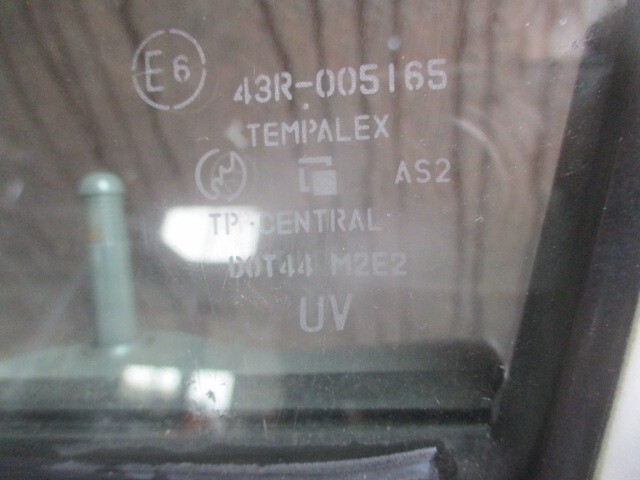 E6
43R-005165
TEMPALEX
AS2
TP·CENTRAL
DOT44 M2E2
UV